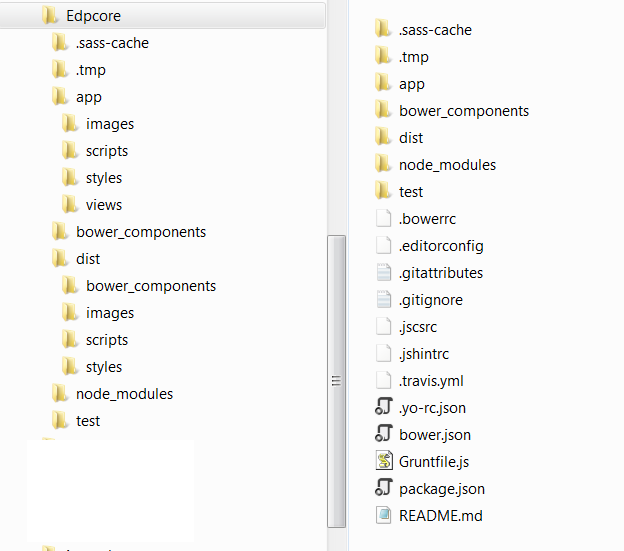 Edpcore
.sass-cache
.tmp
app
images
scripts
styles
views
bower_components
dist
bower_components
images
scripts
styles
node_modules
test
.sass-cache
.tmp
app
bower_components
dist
node_modules
test
.bowerrc
.editorconfig
.gitattributes
.gitignore
.jscsrc
.jshintrc
.travis.yml
.yo-rc.json
bower.json
Gruntfile.js
package.json
README.md